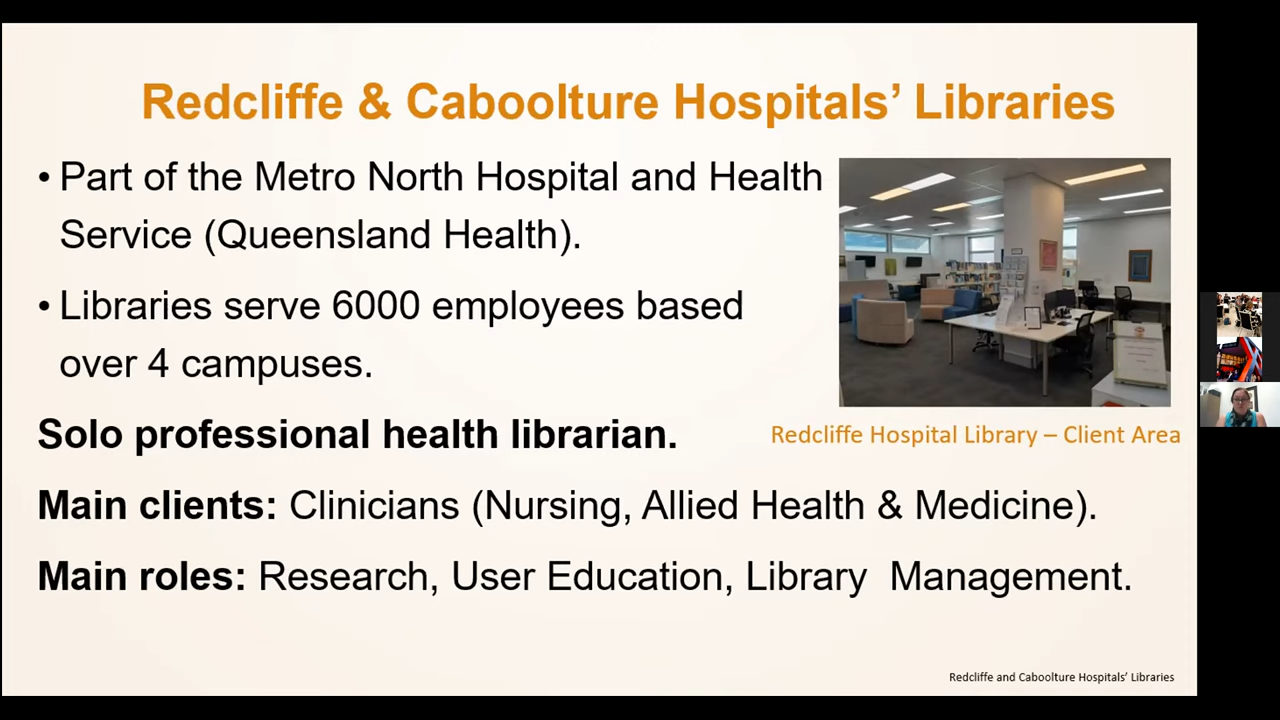 Redcliffe & Caboolture Hospitals’ Libraries
• Part of the Metro North Hospital and Health
Service (Queensland Health).
• Libraries serve 6000 employees based
over 4 campuses.
Solo professional health librarian.
Redcliffe Hospital Library – Client Area
Main clients: Clinicians (Nursing, Allied Health & Medicine).
Main roles: Research, User Education, Library Management.
Redcliffe and Caboolture Hospitals’ Libraries